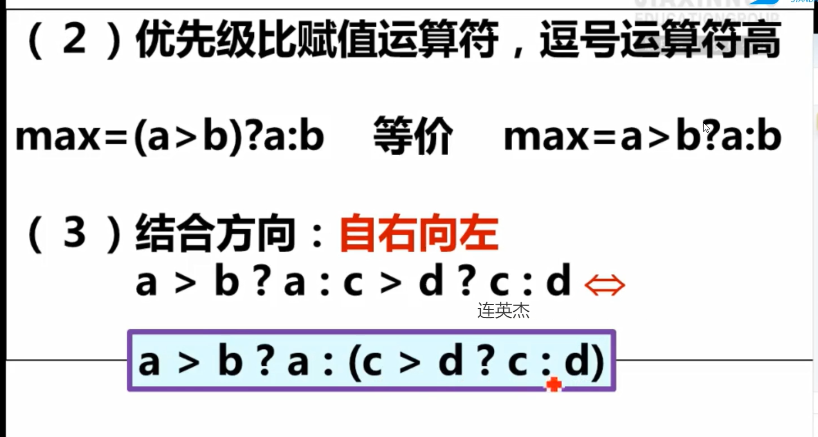 （2）优先级比赋值运算符，逗号运算符高
max=(a>b)?a:b 等价 max=a>b?a:b
（3）结合方向：自右向左
a > b ? a : c > d ? c : d ⇔
连英杰
a > b ? a : (c > d ? c : d)